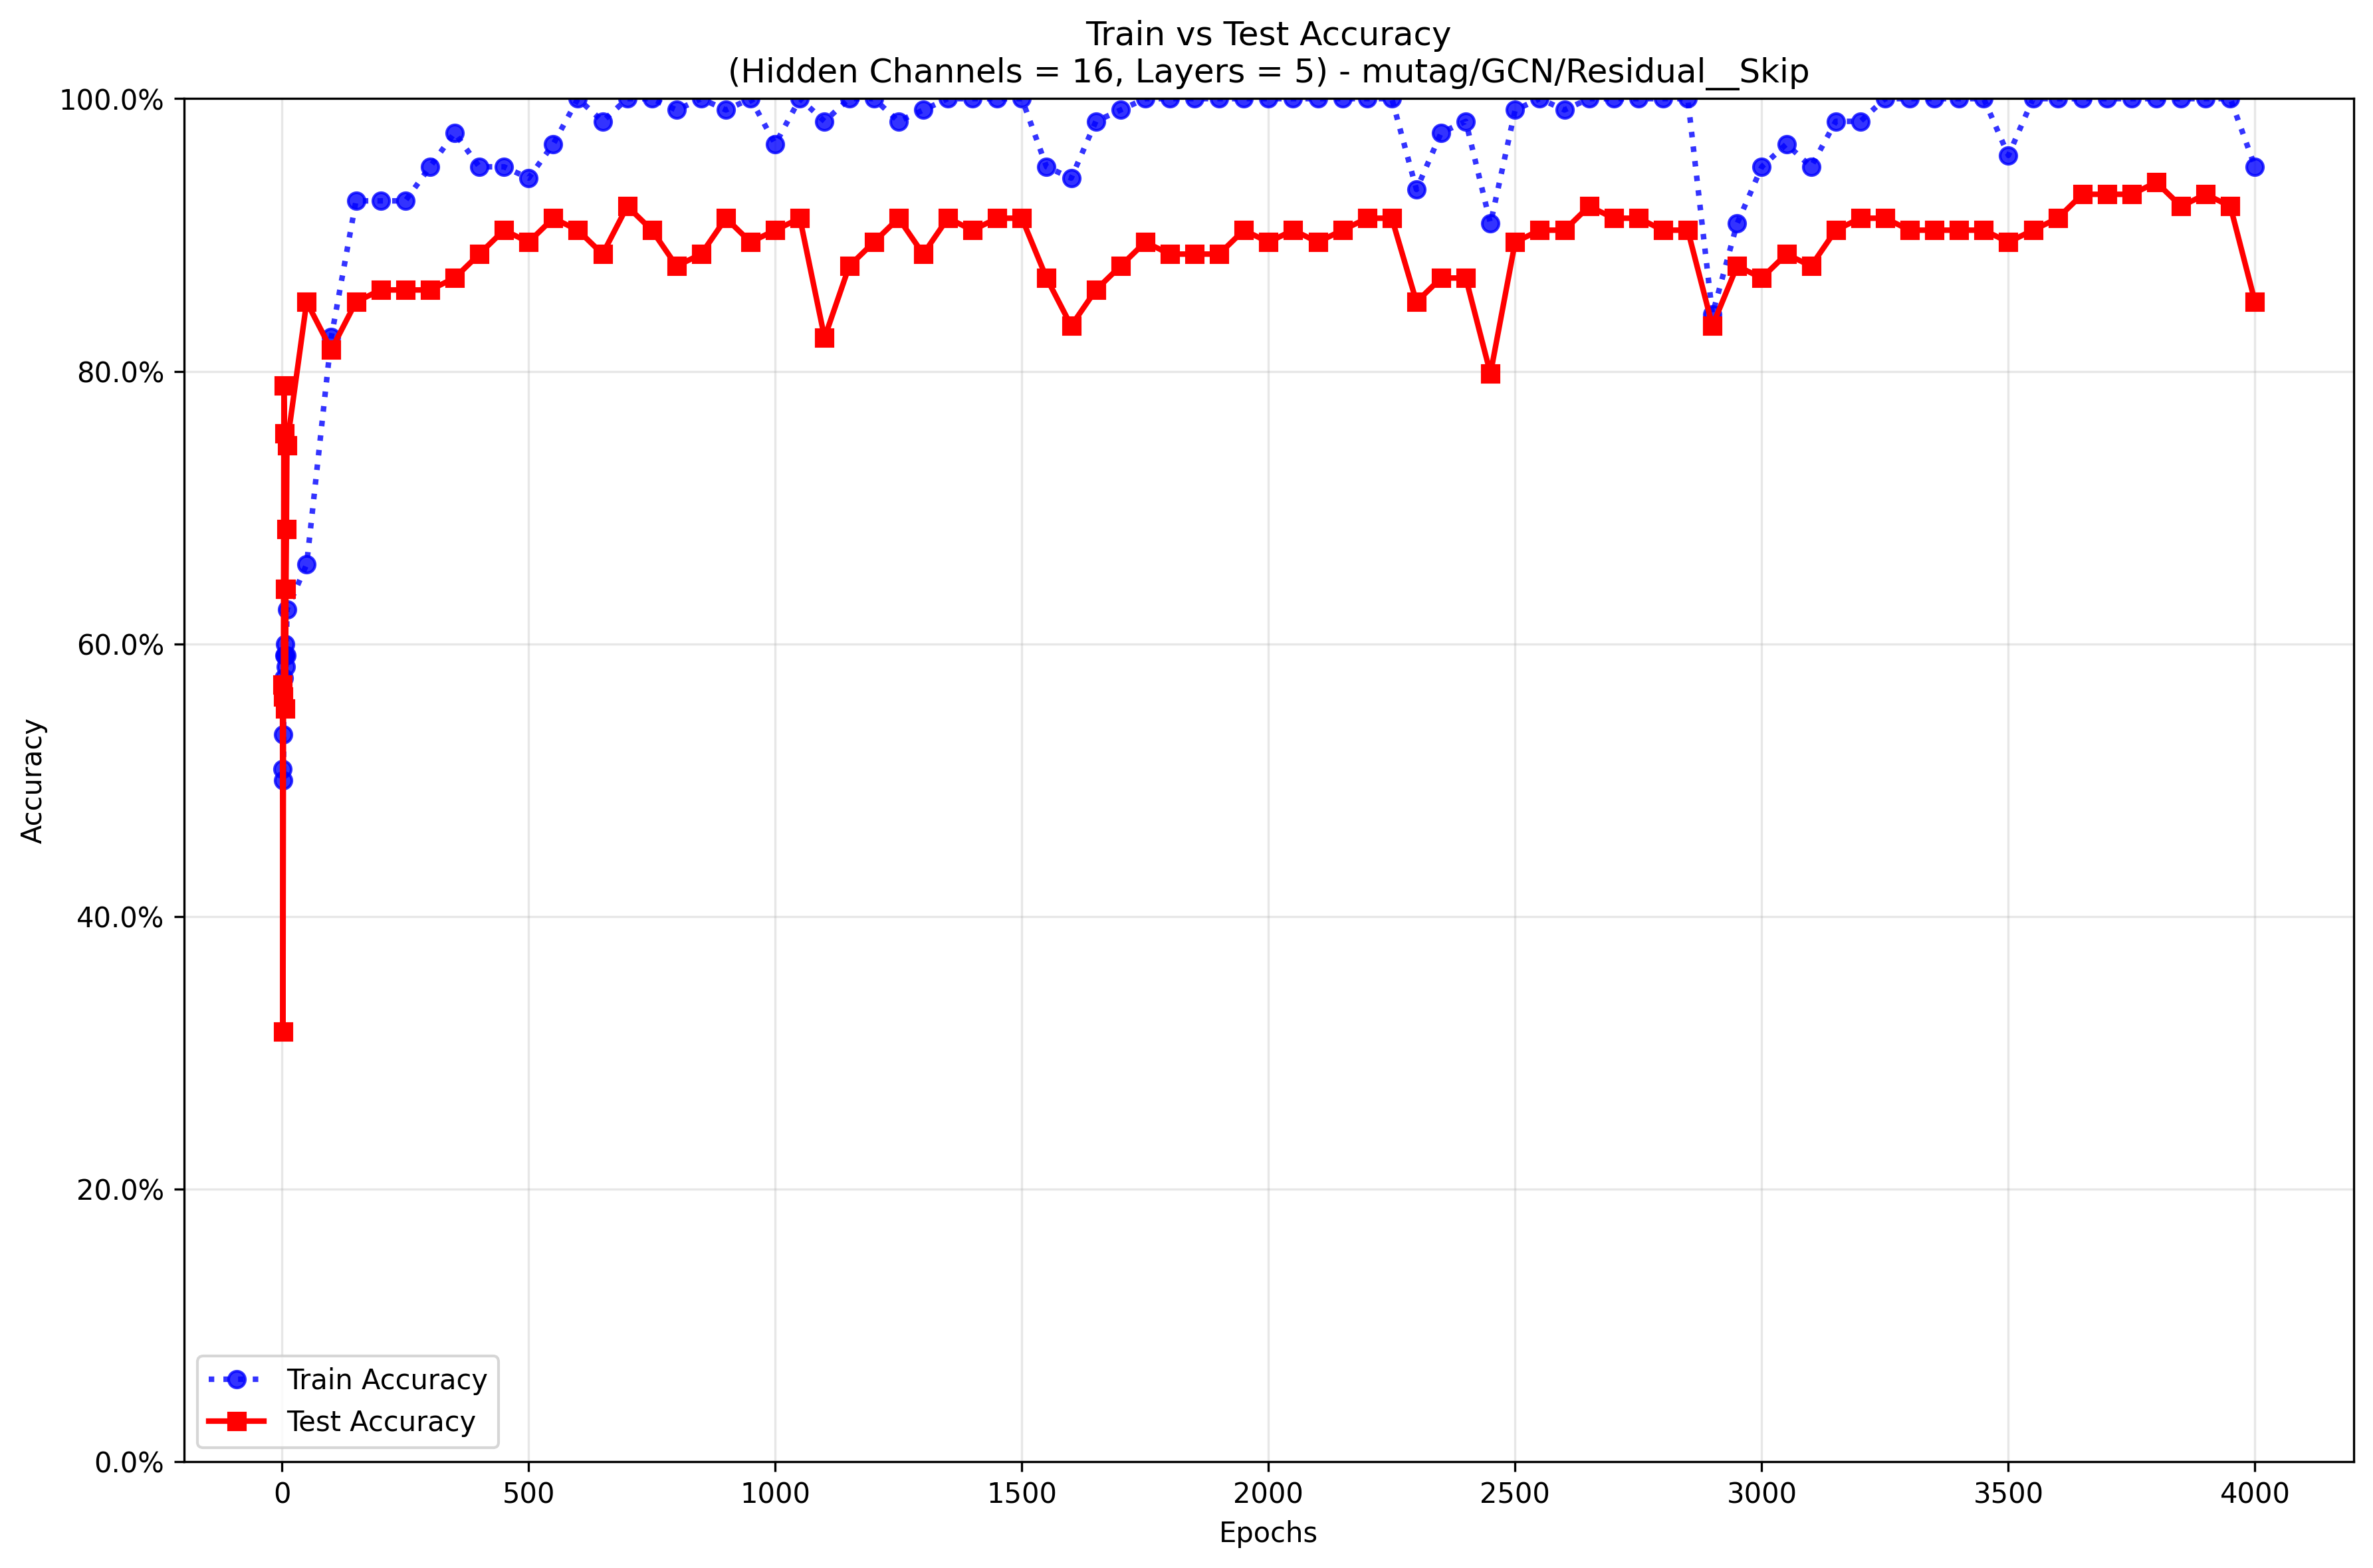 Train vs Test Accuracy
(Hidden Channels = 16, Layers = 5) - mutag/GCN/Residual__Skip
100.0%
80.0%
60.0%
40.0%
20.0%
0.0%
Accuracy
Train Accuracy
Test Accuracy
0 500 1000 1500 2000 2500 3000 3500 4000
Epochs